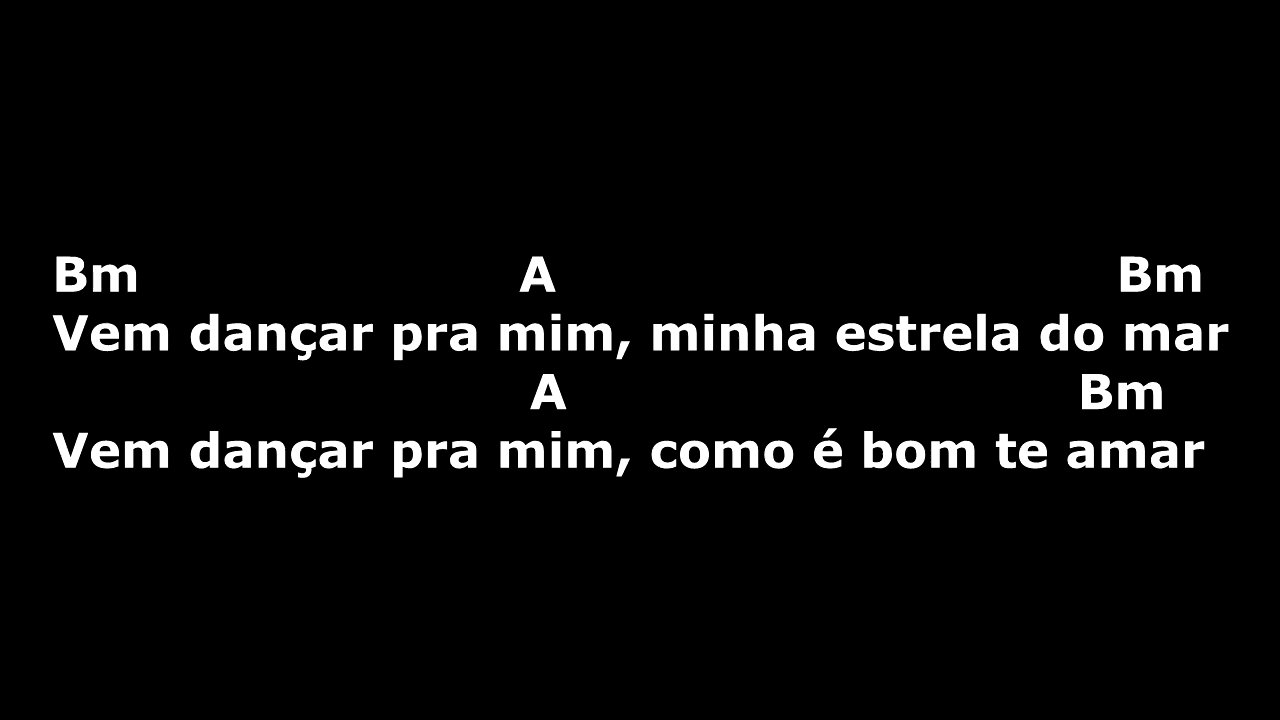 Bm A Bm
Vem dançar pra mim, minha estrela do mar
A Bm
Vem dançar pra mim, como é bom te amar